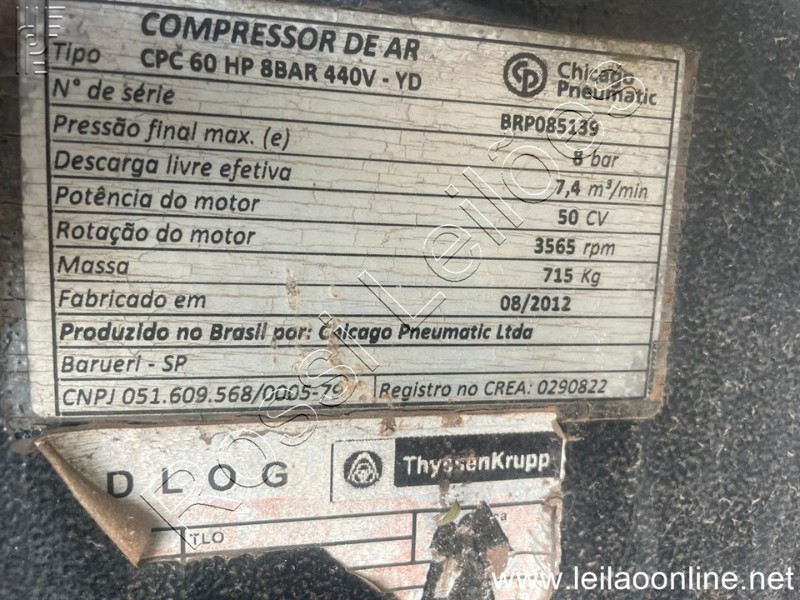 COMPRESSOR DE AR
Tipo CPC 60 HP 8BAR 440V - YD
Chicago Pneumatic
N° de série BRP085139
Pressão final max. (e) 8 bar
Descarga livre efetiva 7,4 m³/min
Potência do motor 50 CV
Rotação do motor 3565 rpm
Massa 715 Kg
Fabricado em 08/2012
Produzido no Brasil por: Chicago Pneumatic Ltda
Barueri - SP
CNPJ 051.609.568/0005-79 Registro no CREA: 0290822
DLOG ThyssenKrupp
TLO
Rossi Leilões
www.leilaoonline.net